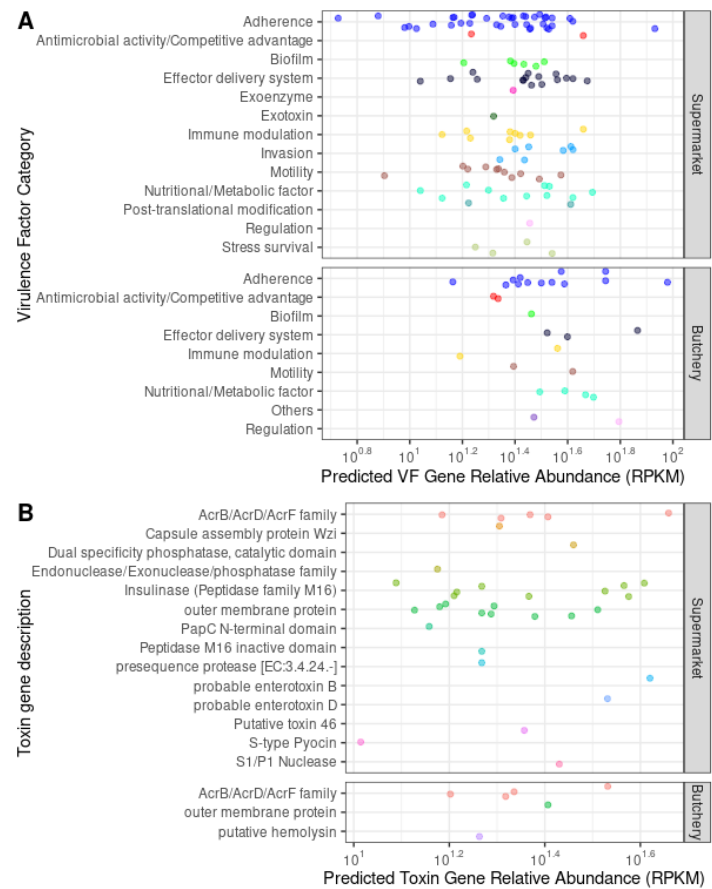 A
Virulence Factor Category
Adherence
Antimicrobial activity/Competitive advantage
Biofilm
Effector delivery system
Exoenzyme
Exotoxin
Immune modulation
Invasion
Motility
Nutritional/Metabolic factor
Post-translational modification
Regulation
Stress survival
Supermarket
Adherence
Antimicrobial activity/Competitive advantage
Biofilm
Effector delivery system
Immune modulation
Motility
Nutritional/Metabolic factor
Others
Regulation
Butchery
10^0.8 10^1 10^1.2 10^1.4 10^1.6 10^1.8 10^2
Predicted VF Gene Relative Abundance (RPKM)
B
Toxin gene description
AcrB/AcrD/AcrF family
Capsule assembly protein Wzi
Dual specificity phosphatase, catalytic domain
Endonuclease/Exonuclease/phosphatase family
Insulinase (Peptidase family M16)
outer membrane protein
PapC N-terminal domain
Peptidase M16 inactive domain
presequence protease [EC:3.4.24.-]
probable enterotoxin B
probable enterotoxin D
Putative toxin 46
S-type Pyocin
S1/P1 Nuclease
Supermarket
AcrB/AcrD/AcrF family
outer membrane protein
putative hemolysin
Butchery
10^1 10^1.2 10^1.4 10^1.6
Predicted Toxin Gene Relative Abundance (RPKM)